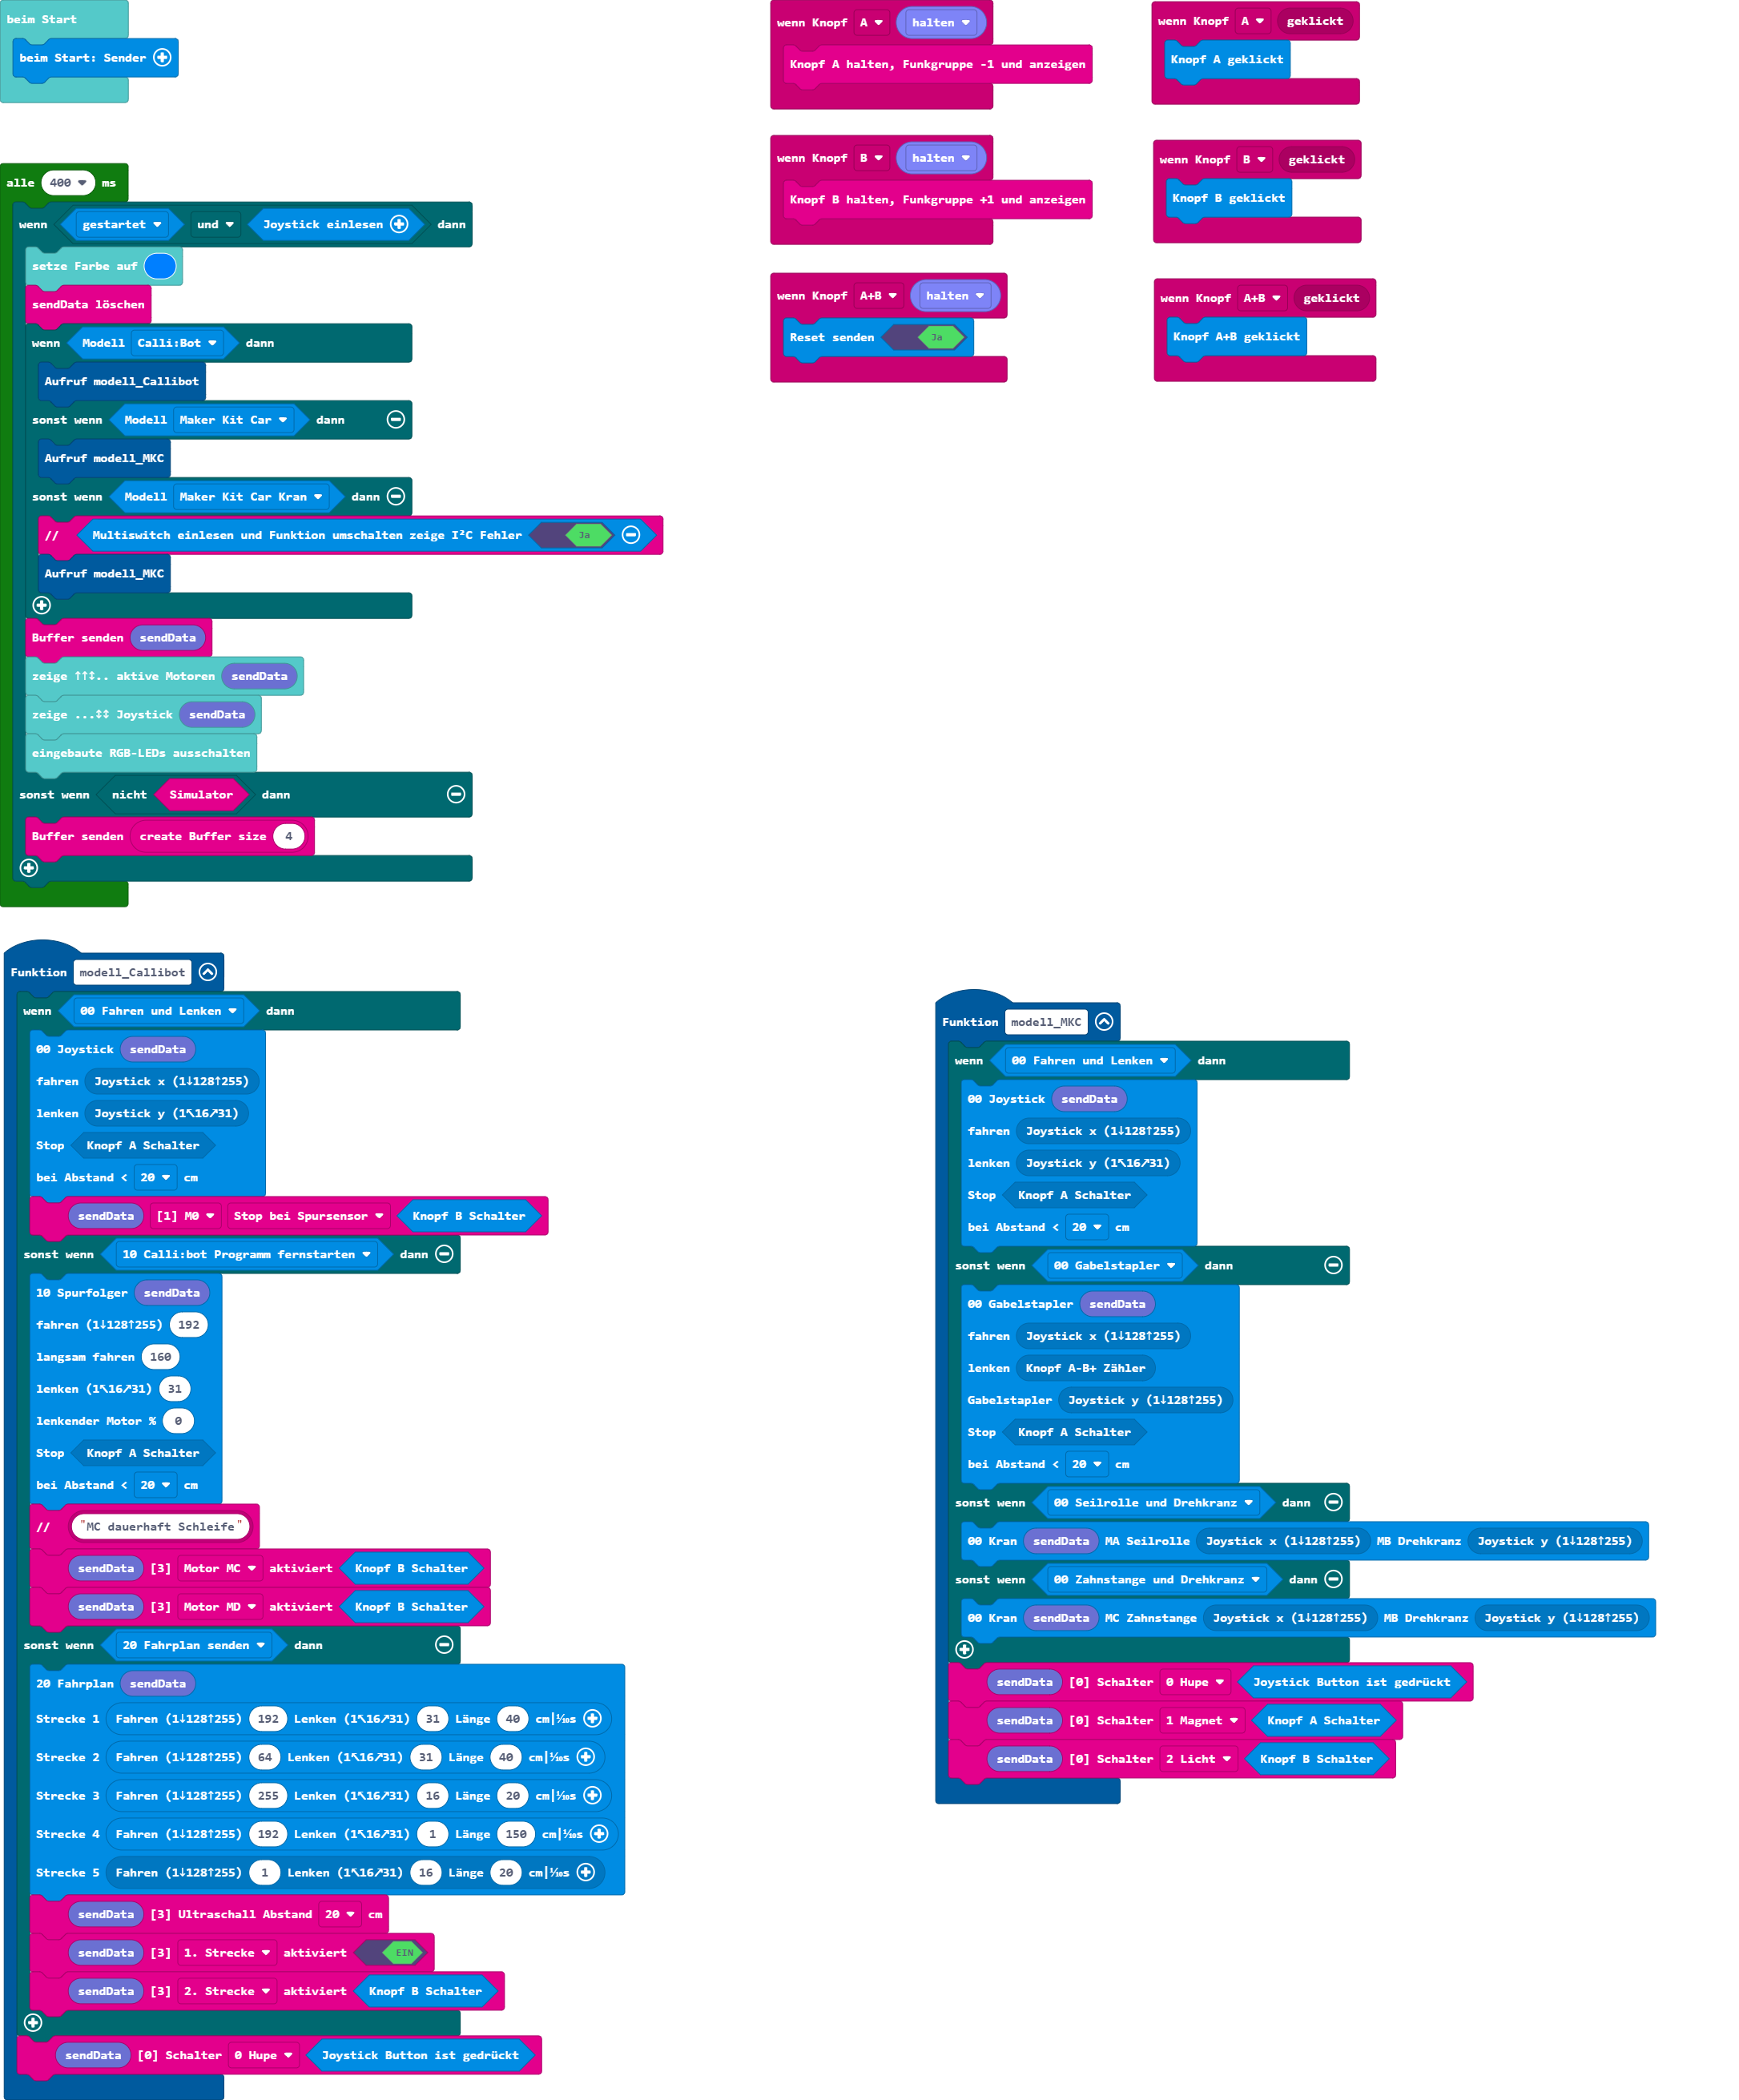 beim Start
beim Start: Sender
alle 400 ms
wenn gestartet und Joystick einlesen dann
setze Farbe auf
sendData löschen
wenn Modell Calli:Bot dann
Aufruf modell_Callibot
sonst wenn Modell Maker Kit Car dann
Aufruf modell_MKC
sonst wenn Modell Maker Kit Car Kran dann
// Multiswitch einlesen und Funktion umschalten zeige I²C Fehler Ja
Aufruf modell_MKC
Buffer senden sendData
zeige ↑↑↕.. aktive Motoren sendData
zeige ...↕↕ Joystick sendData
eingebaute RGB-LEDs ausschalten
sonst wenn nicht Simulator dann
Buffer senden create Buffer size 4
wenn Knopf A halten
Knopf A halten, Funkgruppe -1 und anzeigen
wenn Knopf B halten
Knopf B halten, Funkgruppe +1 und anzeigen
wenn Knopf A+B halten
Reset senden Ja
wenn Knopf A geklickt
Knopf A geklickt
wenn Knopf B geklickt
Knopf B geklickt
wenn Knopf A+B geklickt
Knopf A+B geklickt
Funktion modell_Callibot
wenn 00 Fahren und Lenken dann
00 Joystick sendData
fahren Joystick x (1↓128↑255)
lenken Joystick y (1↖16↗31)
Stop Knopf A Schalter
bei Abstand < 20 cm
sendData [1] M0 Stop bei Spursensor Knopf B Schalter
sonst wenn 10 Calli:bot Programm fernstarten dann
10 Spurfolger sendData
fahren (1↓128↑255) 192
langsam fahren 160
lenken (1↖16↗31) 31
lenkender Motor % 0
Stop Knopf A Schalter
bei Abstand < 20 cm
// "MC dauerhaft Schleife"
sendData [3] Motor MC aktiviert Knopf B Schalter
sendData [3] Motor MD aktiviert Knopf B Schalter
sonst wenn 20 Fahrplan senden dann
20 Fahrplan sendData
Strecke 1 Fahren (1↓128↑255) 192 Lenken (1↖16↗31) 31 Länge 40 cm|⅒s
Strecke 2 Fahren (1↓128↑255) 64 Lenken (1↖16↗31) 31 Länge 40 cm|⅒s
Strecke 3 Fahren (1↓128↑255) 255 Lenken (1↖16↗31) 16 Länge 20 cm|⅒s
Strecke 4 Fahren (1↓128↑255) 192 Lenken (1↖16↗31) 1 Länge 150 cm|⅒s
Strecke 5 Fahren (1↓128↑255) 1 Lenken (1↖16↗31) 16 Länge 20 cm|⅒s
sendData [3] Ultraschall Abstand 20 cm
sendData [3] 1. Strecke aktiviert EIN
sendData [3] 2. Strecke aktiviert Knopf B Schalter
sendData [0] Schalter 0 Hupe Joystick Button ist gedrückt
Funktion modell_MKC
wenn 00 Fahren und Lenken dann
00 Joystick sendData
fahren Joystick x (1↓128↑255)
lenken Joystick y (1↖16↗31)
Stop Knopf A Schalter
bei Abstand < 20 cm
sonst wenn 00 Gabelstapler dann
00 Gabelstapler sendData
fahren Joystick x (1↓128↑255)
lenken Knopf A-B+ Zähler
Gabelstapler Joystick y (1↓128↑255)
Stop Knopf A Schalter
bei Abstand < 20 cm
sonst wenn 00 Seilrolle und Drehkranz dann
00 Kran sendData MA Seilrolle Joystick x (1↓128↑255) MB Drehkranz Joystick y (1↓128↑255)
sonst wenn 00 Zahnstange und Drehkranz dann
00 Kran sendData MC Zahnstange Joystick x (1↓128↑255) MB Drehkranz Joystick y (1↓128↑255)
sendData [0] Schalter 0 Hupe Joystick Button ist gedrückt
sendData [0] Schalter 1 Magnet Knopf A Schalter
sendData [0] Schalter 2 Licht Knopf B Schalter